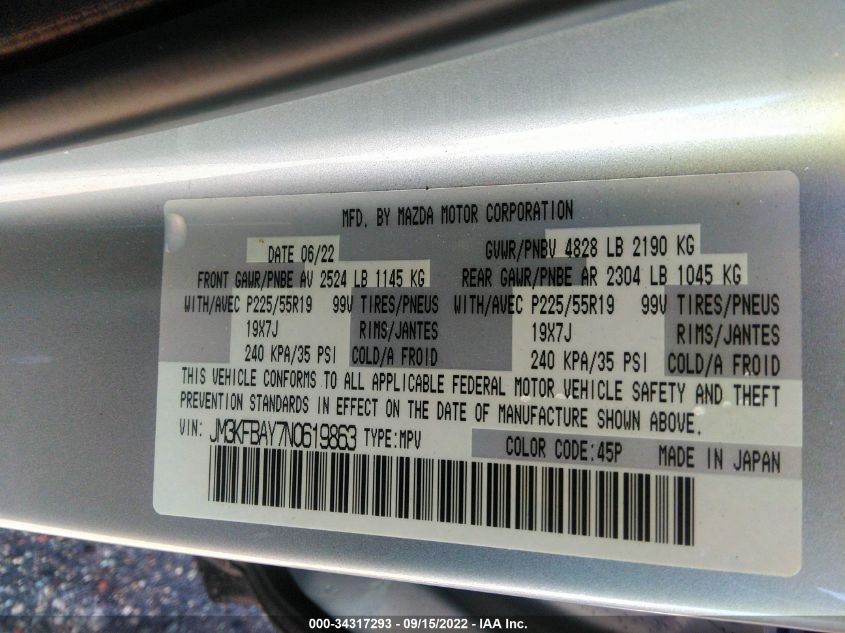 MFD. BY MAZDA MOTOR CORPORATION
DATE 06/22 GVWR/PNBV 4828 LB 2190 KG
FRONT GAWR/PNBE AV 2524 LB 1145 KG REAR GAWR/PNBE AR 2304 LB 1045 KG
WITH/AVEC P225/55R19 99V TIRES/PNEUS WITH/AVEC P225/55R19 99V TIRES/PNEUS
19X7J RIMS/JANTES 19X7J RIMS/JANTES
240 KPA/35 PSI COLD/A FROID 240 KPA/35 PSI COLD/A FROID
THIS VEHICLE CONFORMS TO ALL APPLICABLE FEDERAL MOTOR VEHICLE SAFETY AND THEFT
PREVENTION STANDARDS IN EFFECT ON THE DATE OF MANUFACTURE SHOWN ABOVE.
VIN: JM3KFBAY7N0619863 TYPE:MPV COLOR CODE:45P MADE IN JAPAN
000-34317293 - 09/15/2022 - IAA Inc.